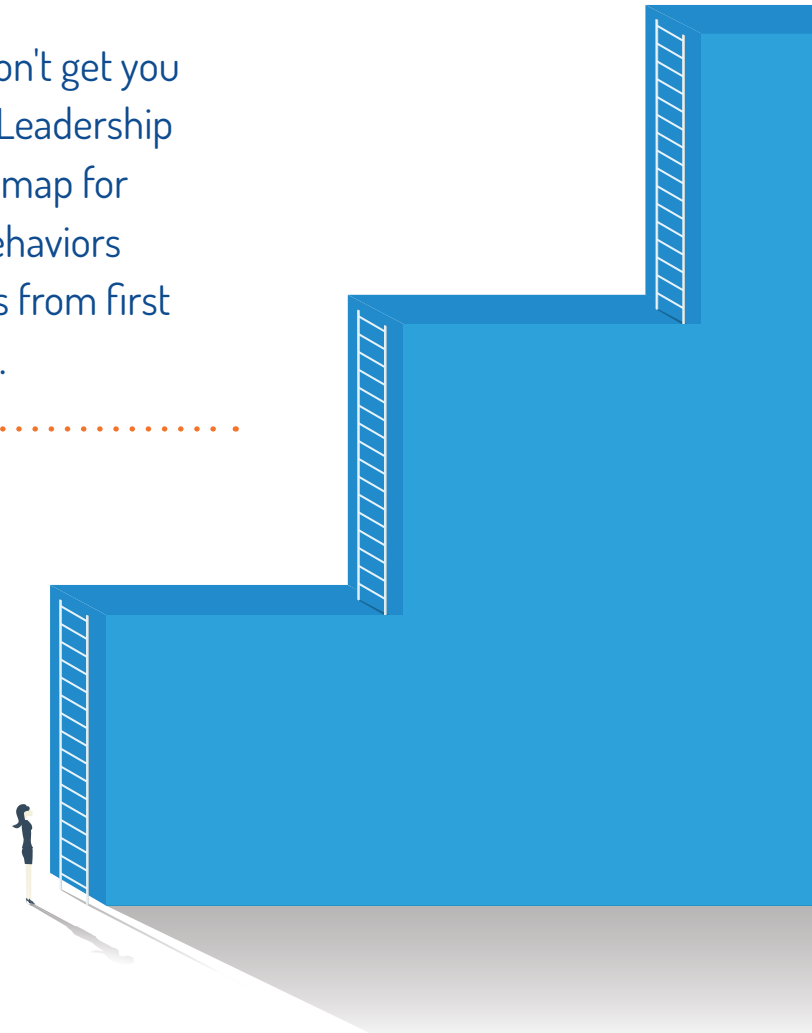 on't get you
Leadership
map for
ehaviors
s from first
.